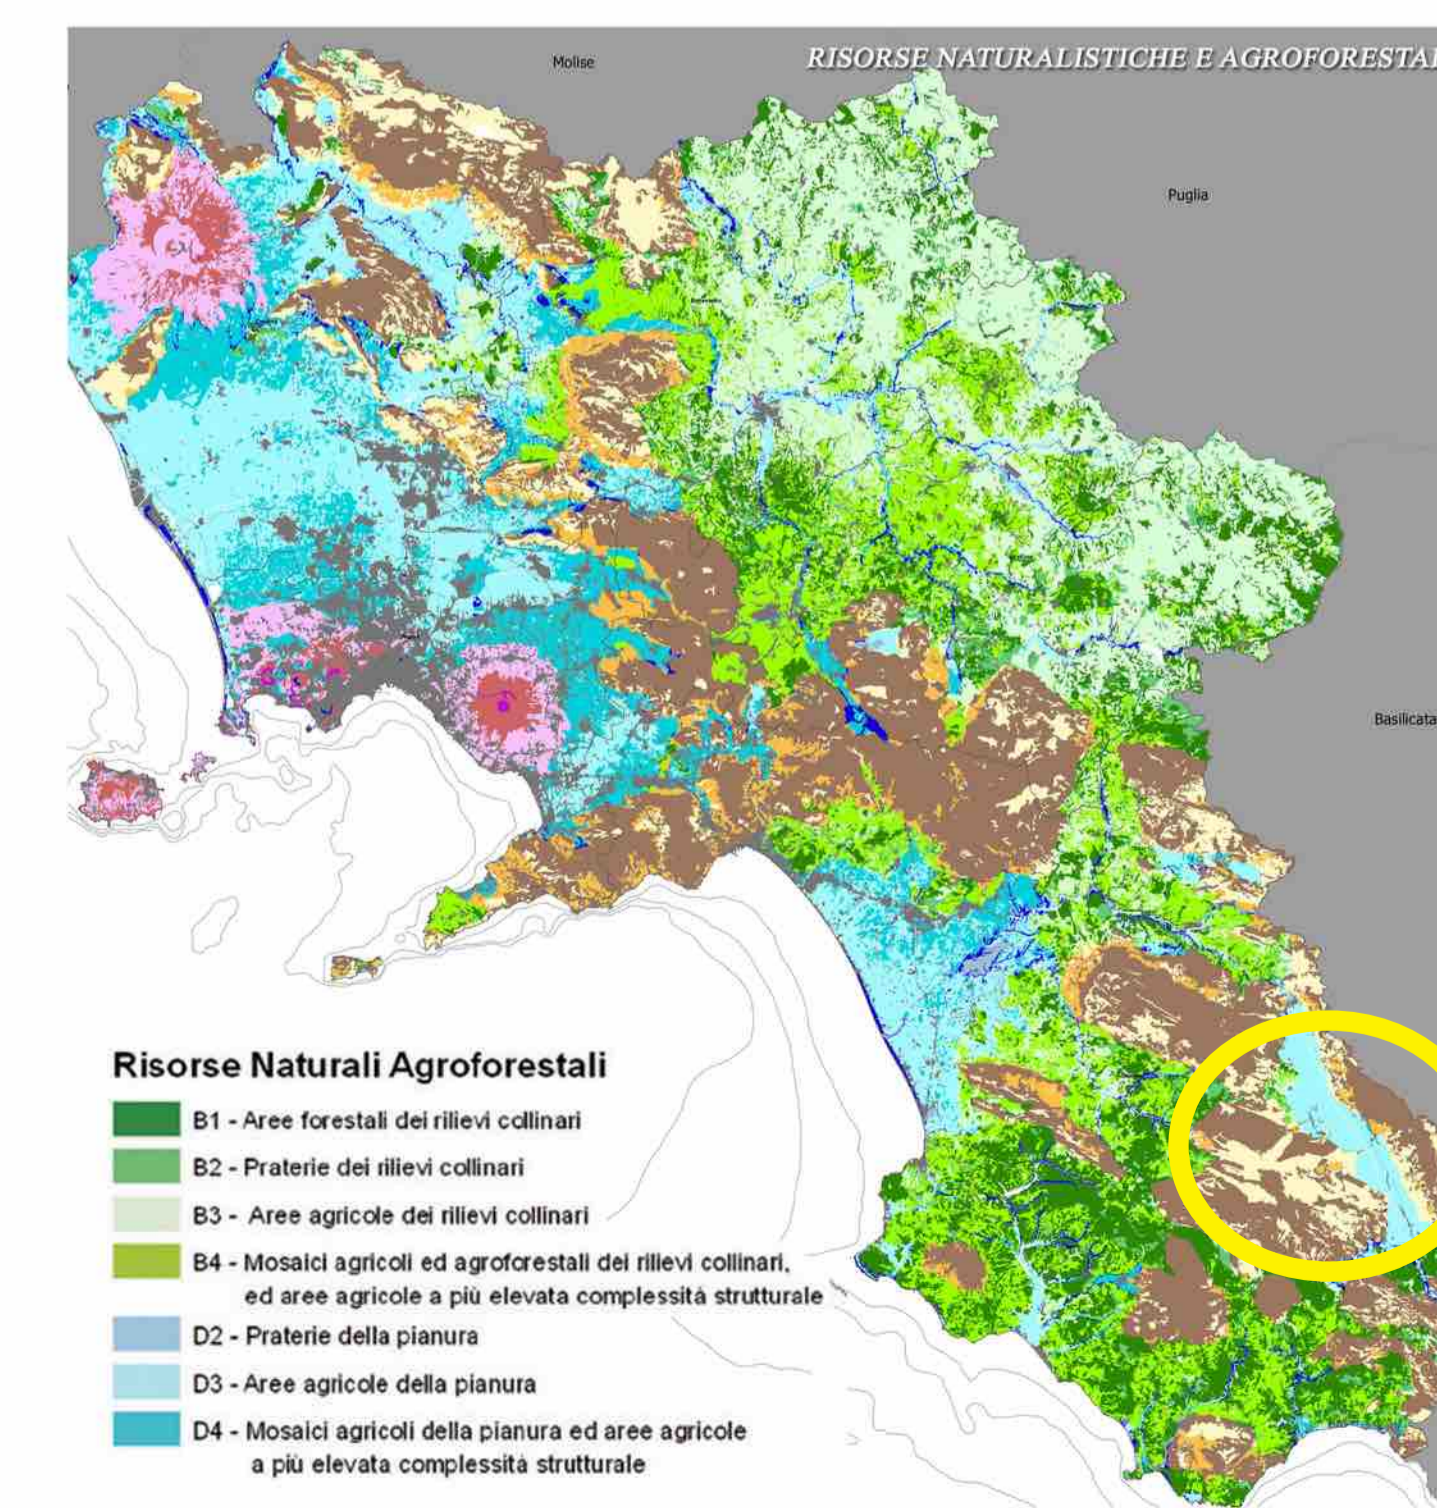 Molise
RISORSE NATURALISTICHE E AGROFORESTAL
Puglia
Basilicata
Risorse Naturali Agroforestali
B1 - Aree forestali dei rilievi collinari
B2 - Praterie dei rilievi collinari
B3 - Aree agricole dei rilievi collinari
B4 - Mosaici agricoli ed agroforestali dei rilievi collinari,
ed aree agricole a più elevata complessità strutturale
D2 - Praterie della pianura
D3 - Aree agricole della pianura
D4 - Mosaici agricoli della pianura ed aree agricole
a più elevata complessità strutturale